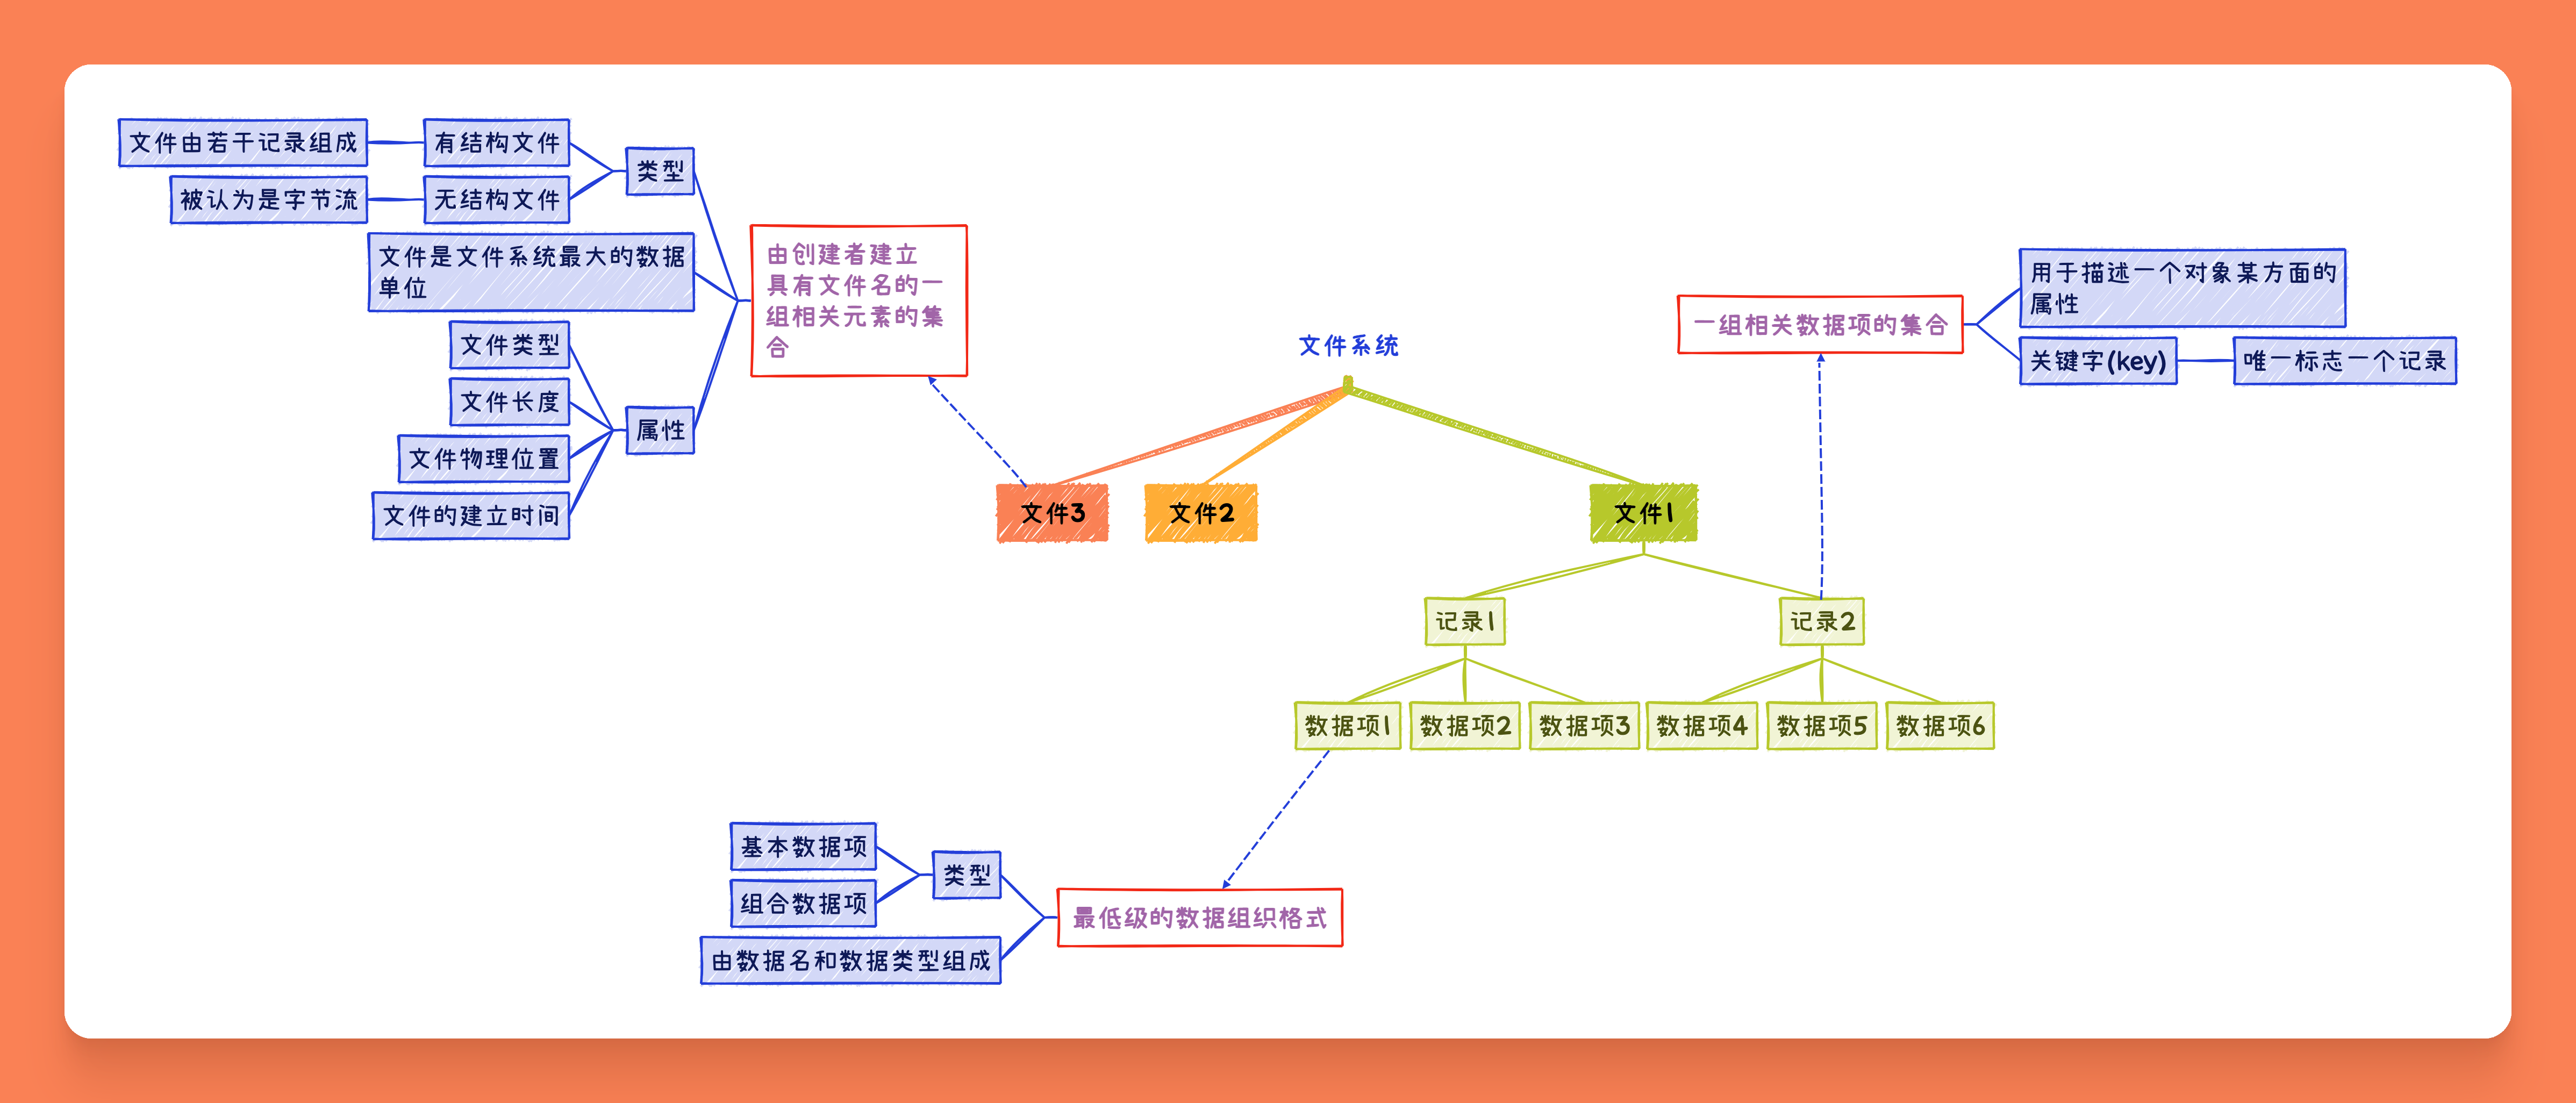 文件由若干记录组成
有结构文件
类型
被认为是字节流
无结构文件
文件是文件系统最大的数据
单位
文件类型
文件长度
文件物理位置
文件的建立时间
属性
由创建者建立
具有文件名的一
组相关元素的集
合
文件系统
一组相关数据项的集合
用于描述一个对象某方面的
属性
关键字(key)
唯一标志一个记录
文件3
文件2
文件1
记录1
记录2
数据项1
数据项2
数据项3
数据项4
数据项5
数据项6
基本数据项
组合数据项
类型
由数据名和数据类型组成
最低级的数据组织格式